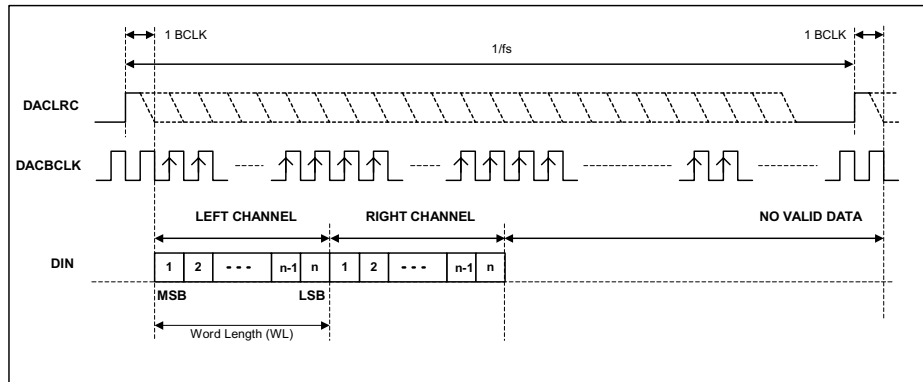 1 BCLK 1 BCLK
1/fs
DACLRC
DACBCLK
LEFT CHANNEL RIGHT CHANNEL NO VALID DATA
DIN 1 2 - - - n-1 n 1 2 - - - n-1 n
MSB LSB
Word Length (WL)